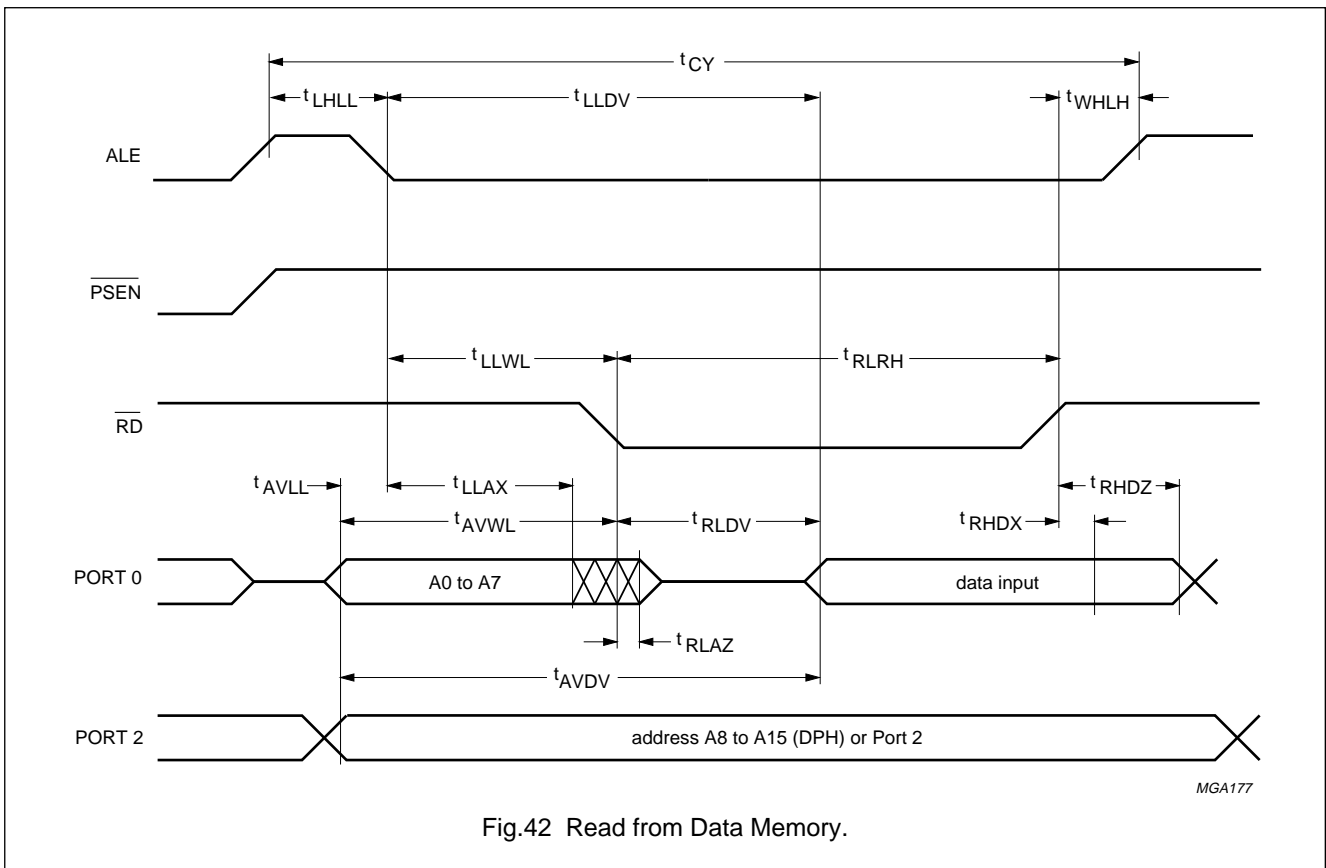 tCY
tLHLL
tLLDV
tWHLH
ALE
PSEN
tLLWL
tRLRH
RD
tAVLL
tLLAX
tRHDZ
tAVWL
tRLDV
tRHDX
PORT 0
A0 to A7
data input
tRLAZ
tAVDV
PORT 2
address A8 to A15 (DPH) or Port 2
MGA177
Fig.42 Read from Data Memory.